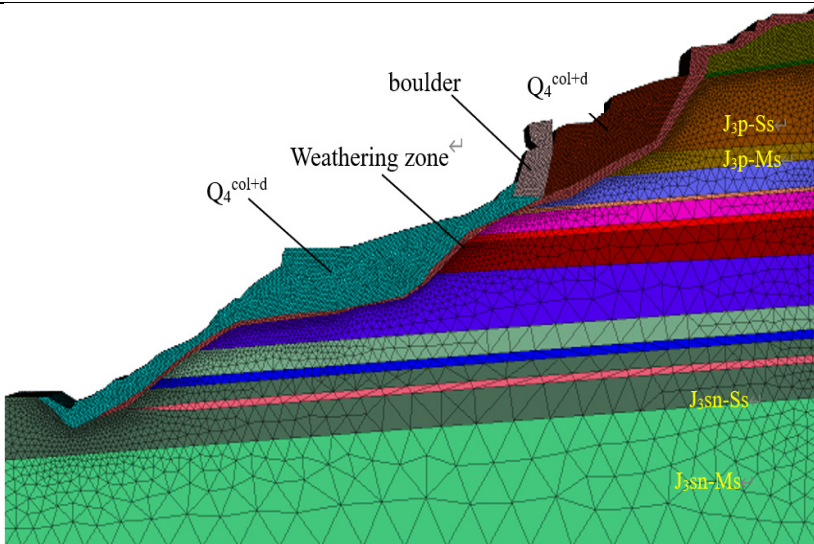 boulder
Q₄ᶜᵒˡ⁺ᵈ
Weathering zone↵
Q₄ᶜᵒˡ⁺ᵈ
J₃p-Ss↵
J₃p-Ms↵
J₃sn-Ss
J₃sn-Ms↵